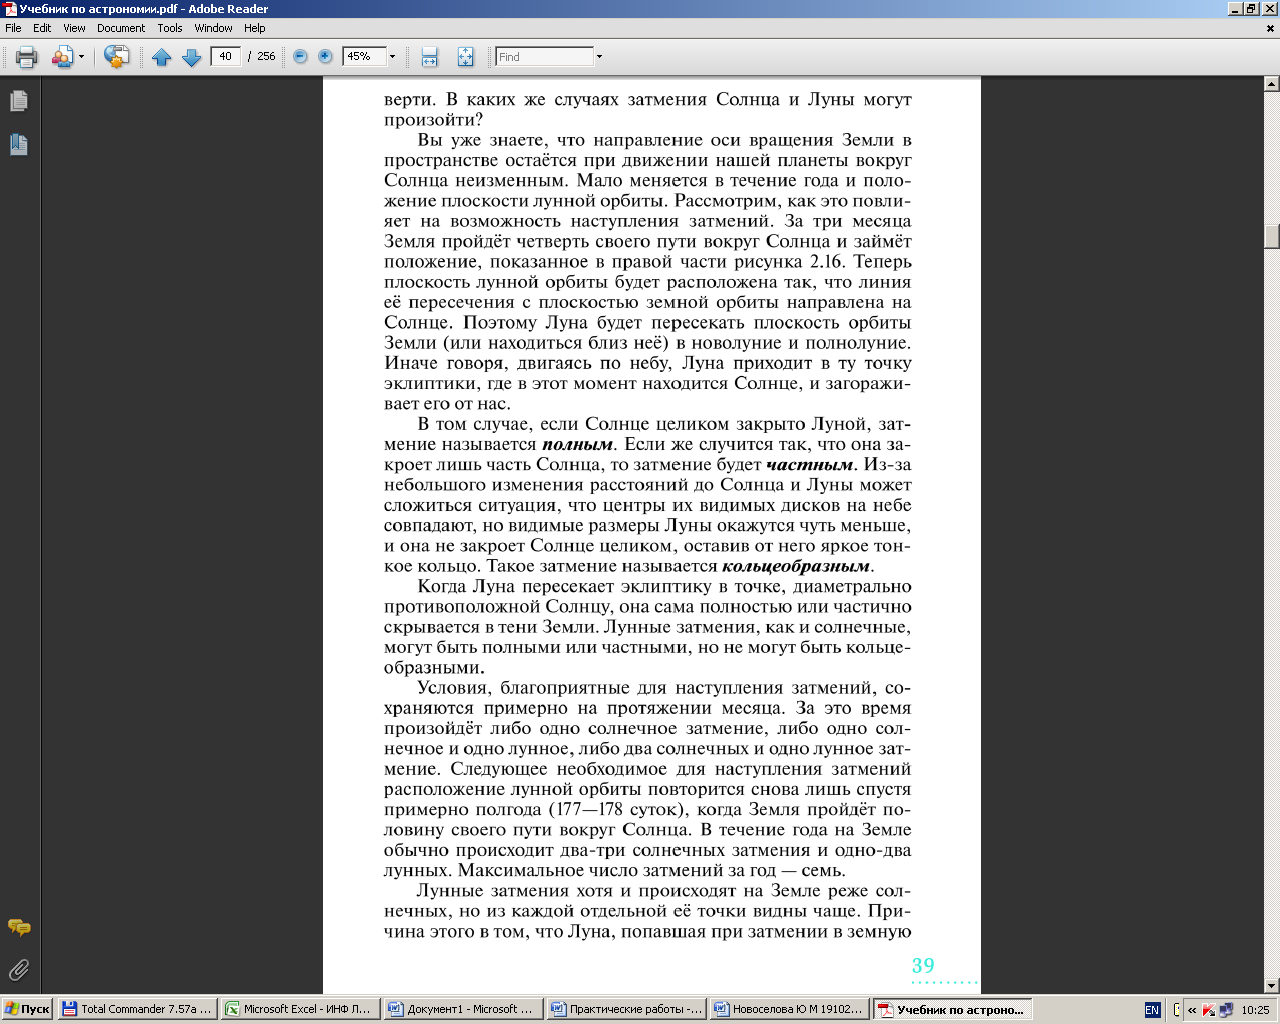 Учебник по астрономии.pdf - Adobe Reader
File Edit View Document Tools Window Help
40 / 256 45% Find
верти. В каких же случаях затмения Солнца и Луны могут
произойти?
Вы уже знаете, что направление оси вращения Земли в
пространстве остаётся при движении нашей планеты вокруг
Солнца неизменным. Мало меняется в течение года и поло-
жение плоскости лунной орбиты. Рассмотрим, как это повли-
яет на возможность наступления затмений. За три месяца
Земля пройдёт четверть своего пути вокруг Солнца и займёт
положение, показанное в правой части рисунка 2.16. Теперь
плоскость лунной орбиты будет расположена так, что линия
её пересечения с плоскостью земной орбиты направлена на
Солнце. Поэтому Луна будет пересекать плоскость орбиты
Земли (или находиться близ неё) в новолуние и полнолуние.
Иначе говоря, двигаясь по небу, Луна приходит в ту точку
эклиптики, где в этот момент находится Солнце, и загоражи-
вает его от нас.
В том случае, если Солнце целиком закрыто Луной, зат-
мение называется полным. Если же случится так, что она за-
кроет лишь часть Солнца, то затмение будет частным. Из-за
небольшого изменения расстояний до Солнца и Луны может
сложиться ситуация, что центры их видимых дисков на небе
совпадают, но видимые размеры Луны окажутся чуть меньше,
и она не закроет Солнце целиком, оставив от него яркое тон-
кое кольцо. Такое затмение называется кольцеобразным.
Когда Луна пересекает эклиптику в точке, диаметрально
противоположной Солнцу, она сама полностью или частично
скрывается в тени Земли. Лунные затмения, как и солнечные,
могут быть полными или частными, но не могут быть кольце-
образными.
Условия, благоприятные для наступления затмений, со-
храняются примерно на протяжении месяца. За это время
произойдёт либо одно солнечное затмение, либо одно сол-
нечное и одно лунное, либо два солнечных и одно лунное зат-
мение. Следующее необходимое для наступления затмений
расположение лунной орбиты повторится снова лишь спустя
примерно полгода (177—178 суток), когда Земля пройдёт по-
ловину своего пути вокруг Солнца. В течение года на Земле
обычно происходит два-три солнечных затмения и одно-два
лунных. Максимальное число затмений за год — семь.
Лунные затмения хотя и происходят на Земле реже сол-
нечных, но из каждой отдельной её точки видны чаще. При-
чина этого в том, что Луна, попавшая при затмении в земную
39
Пуск Total Commander 7.57a ... Microsoft Excel - ИНФ Л... Документ1 - Microsoft ... Практические работы -... Новоселова Ю М 19102... Учебник по астроно... EN « 10:25